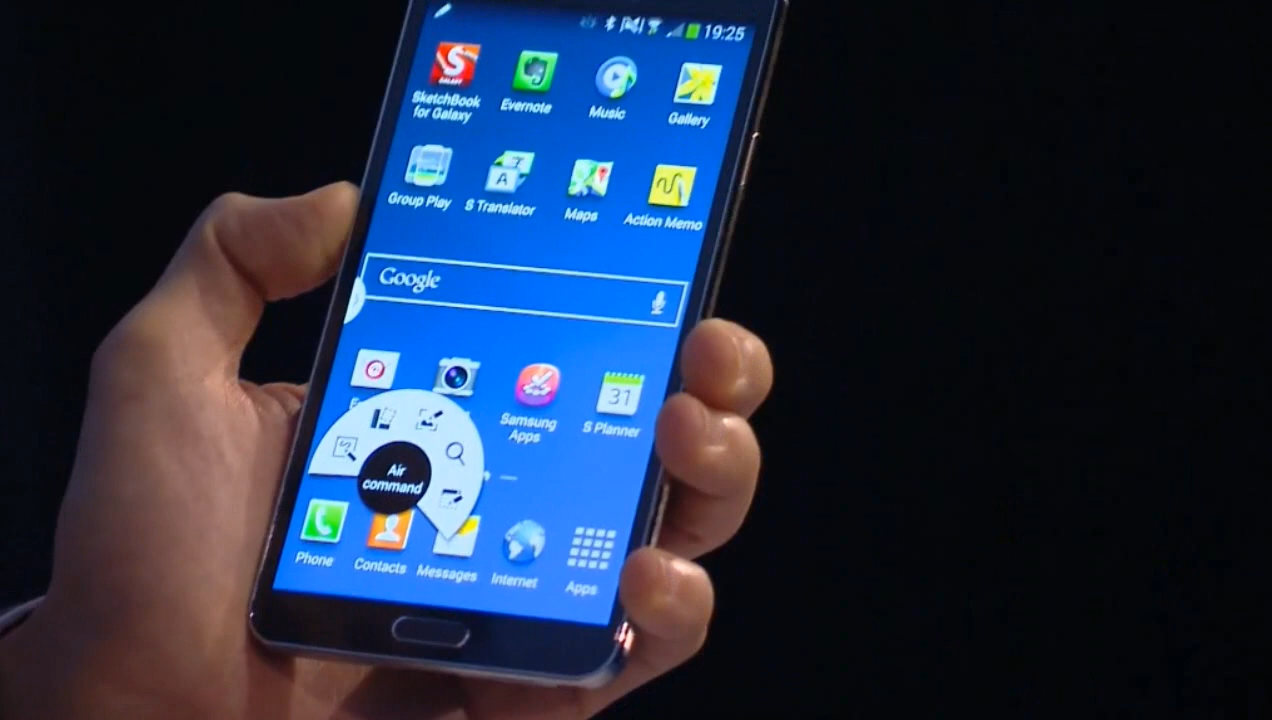 19:25
S
GALAXY
SketchBook
for Galaxy
Evernote
Music
Gallery
A
Group Play
S Translator
Maps
Action Memo
Google
31
Samsung
Apps
S Planner
Air
command
Phone
Contacts
Messages
Internet
Apps